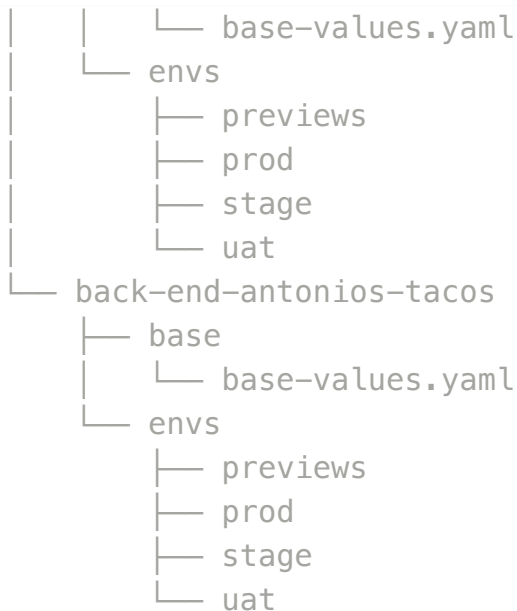 │   │   └── base-values.yaml
│   └── envs
│       ├── previews
│       ├── prod
│       ├── stage
│       └── uat
└── back-end-antonios-tacos
    ├── base
    │   └── base-values.yaml
    └── envs
        ├── previews
        ├── prod
        ├── stage
        └── uat